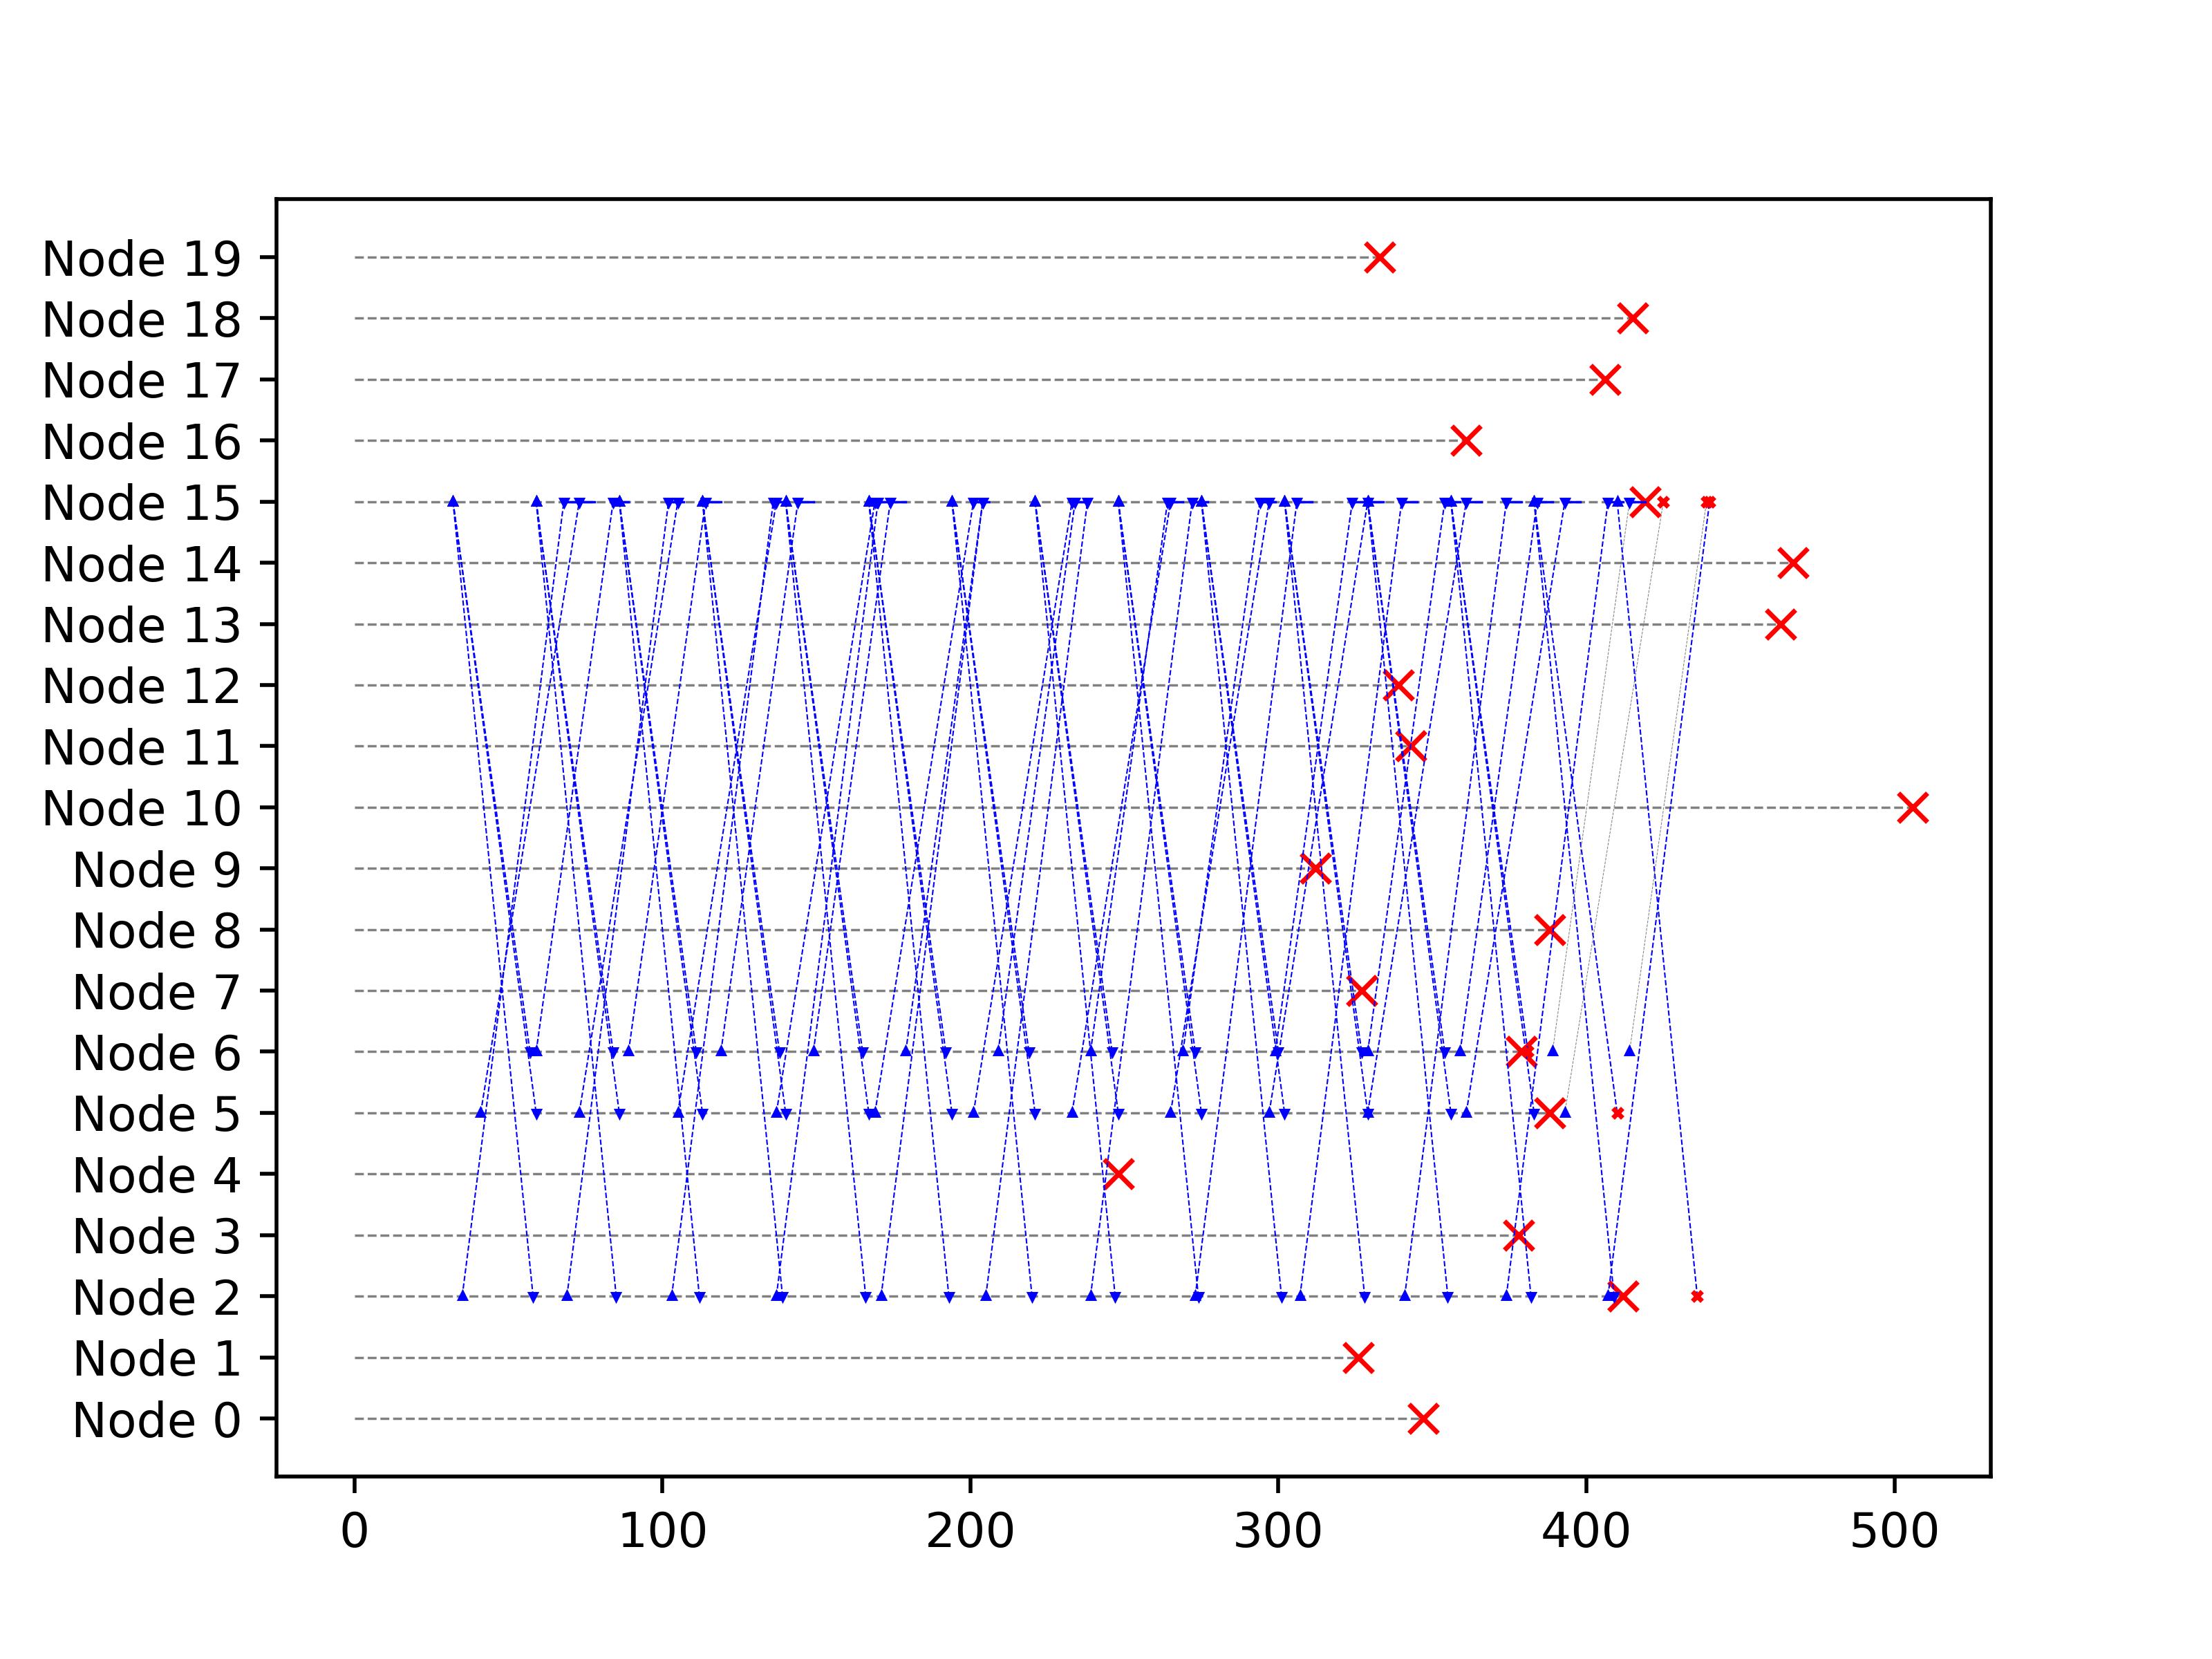 Node 19
Node 18
Node 17
Node 16
Node 15
Node 14
Node 13
Node 12
Node 11
Node 10
Node 9
Node 8
Node 7
Node 6
Node 5
Node 4
Node 3
Node 2
Node 1
Node 0
0 100 200 300 400 500